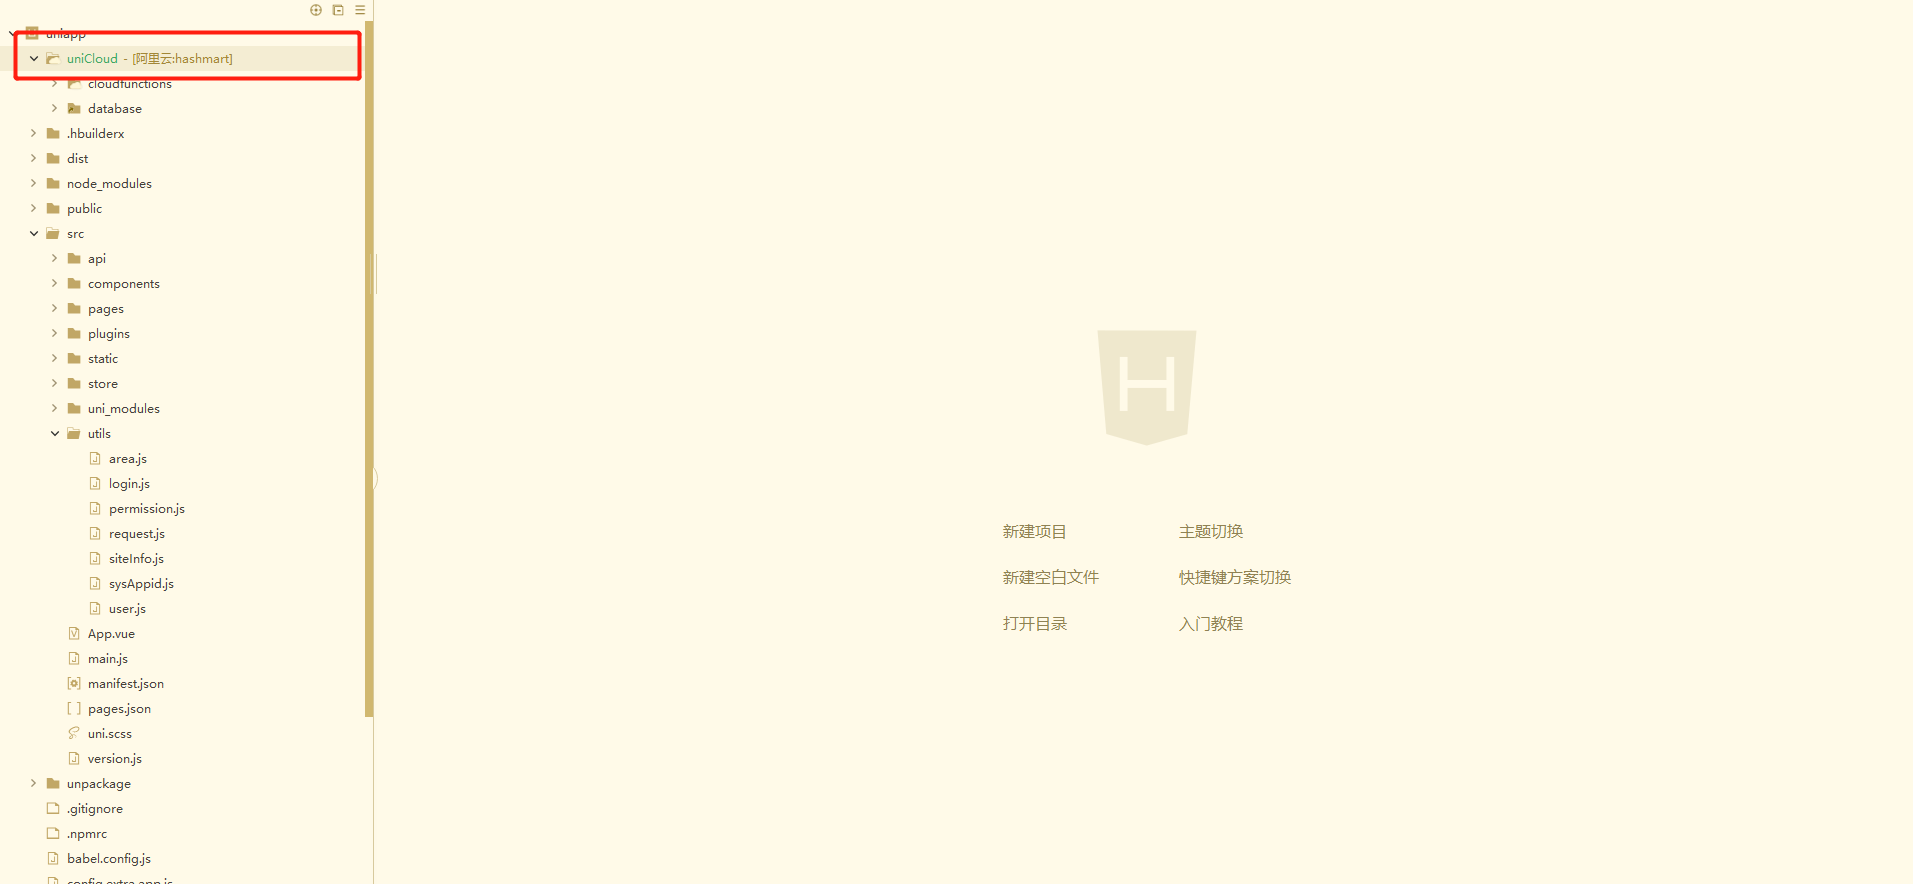 uniapp
uniCloud - [阿里云:hashmart]
cloudfunctions
database
.hbuilderx
dist
node_modules
public
src
api
components
pages
plugins
static
store
uni_modules
utils
area.js
login.js
permission.js
request.js
siteInfo.js
sysAppid.js
user.js
App.vue
main.js
manifest.json
pages.json
uni.scss
version.js
unpackage
.gitignore
.npmrc
babel.config.js
config.extra.app.js
H
新建项目 主题切换
新建空白文件 快捷键方案切换
打开目录 入门教程